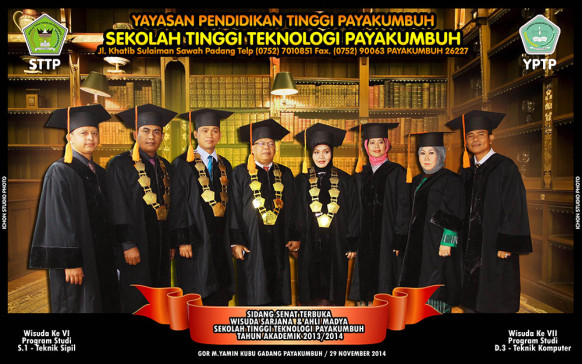 YAYASAN PENDIDIKAN TINGGI PAYAKUMBUH
SEKOLAH TINGGI TEKNOLOGI PAYAKUMBUH
Jl. Khatib Sulaiman Sawah Padang Telp (0752) 7010851 Fax. (0752) 90063 PAYAKUMBUH 26227
STTP
YPTP
ICHON STUDIO PHOTO
ICHON STUDIO PHOTO
SIDANG SENAT TERBUKA
WISUDA SARJANA & AHLI MADYA
SEKOLAH TINGGI TEKNOLOGI PAYAKUMBUH
TAHUN AKADEMIK 2013/2014
Wisuda Ke VI
Program Studi
S.1 - Teknik Sipil
Wisuda Ke VII
Program Studi
D.3 - Teknik Komputer
GOR M.YAMIN KUBU GADANG PAYAKUMBUH / 29 NOVEMBER 2014